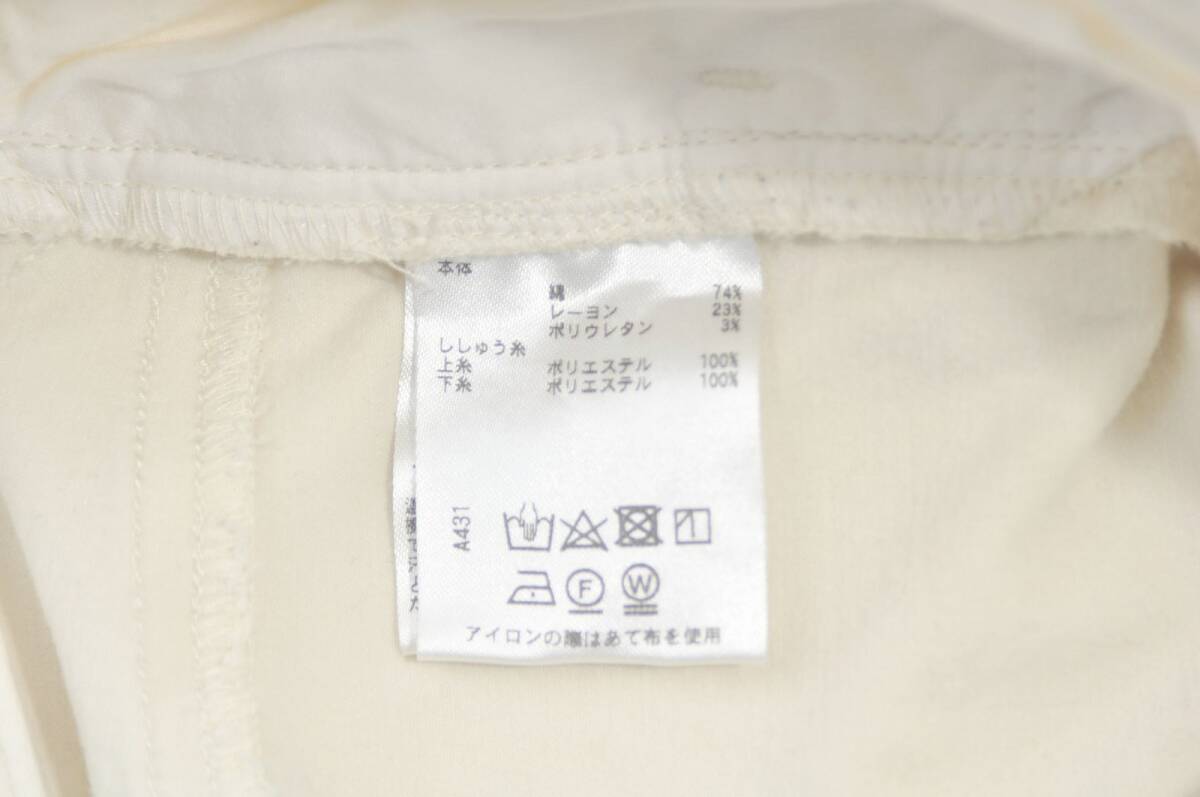 本体
綿 74%
レーヨン 23%
ポリウレタン 3%
ししゅう糸
上糸 ポリエステル 100%
下糸 ポリエステル 100%
A431
F W
アイロンの際はあて布を使用